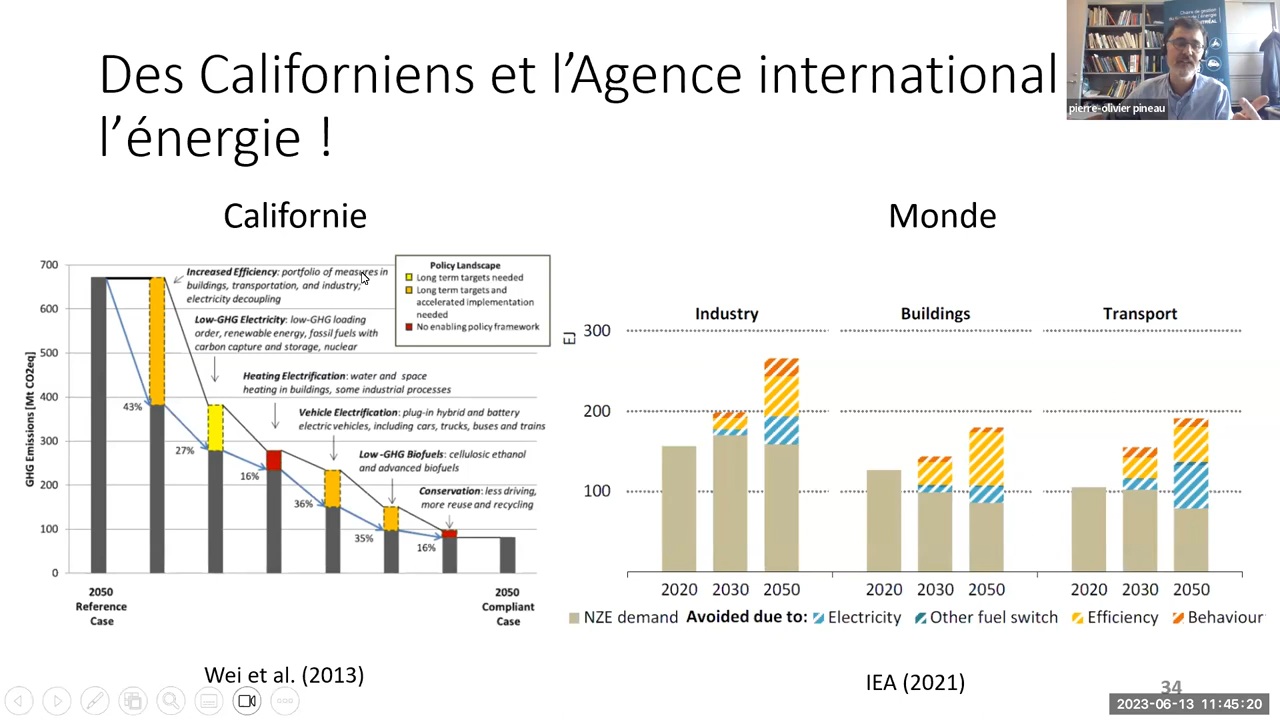 Des Californiens et l’Agence international
l’énergie !
pierre-olivier pineau
Californie
Monde
700
600
500
400
300
200
100
0
GHG Emissions [Mt CO2eq]
Increased Efficiency: portfolio of measures in
buildings, transportation, and industry;
electricity decoupling
Low-GHG Electricity: low-GHG loading
order, renewable energy, fossil fuels with
carbon capture and storage, nuclear
Heating Electrification: water and space
heating in buildings, some industrial processes
Vehicle Electrification: plug-in hybrid and battery
electric vehicles, including cars, trucks, buses and trains
Low -GHG Biofuels: cellulosic ethanol
and advanced biofuels
Conservation: less driving,
more reuse and recycling
Policy Landscape
Long term targets needed
Long term targets and
accelerated implementation
needed
No enabling policy framework
43%
27%
16%
36%
35%
16%
2050
Reference
Case
2050
Compliant
Case
Wei et al. (2013)
EJ
300
200
100
Industry
Buildings
Transport
2020 2030 2050
2020 2030 2050
2020 2030 2050
NZE demand Avoided due to: Electricity Other fuel switch Efficiency Behaviour
IEA (2021)
34
2023-06-13 11:45:20